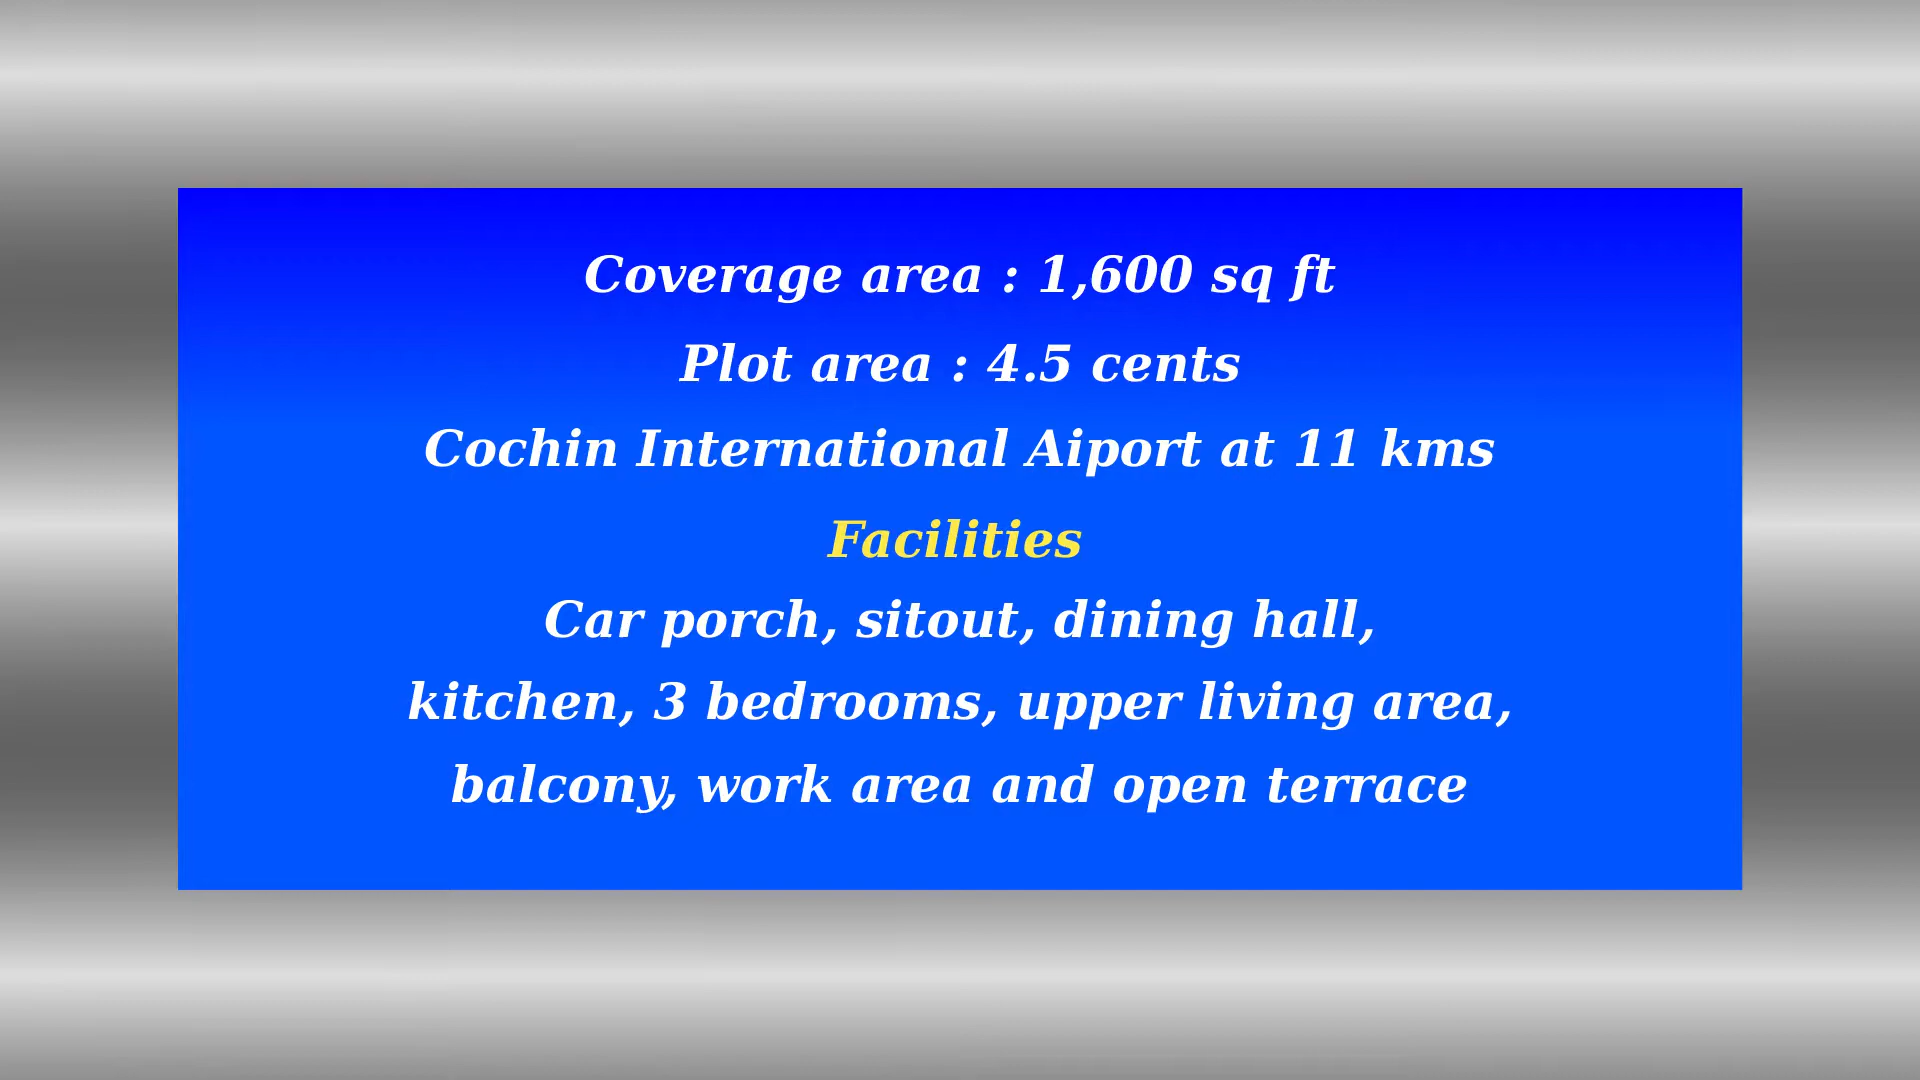 Coverage area : 1,600 sq ft
Plot area : 4.5 cents
Cochin International Aiport at 11 kms
Facilities
Car porch, sitout, dining hall,
kitchen, 3 bedrooms, upper living area,
balcony, work area and open terrace